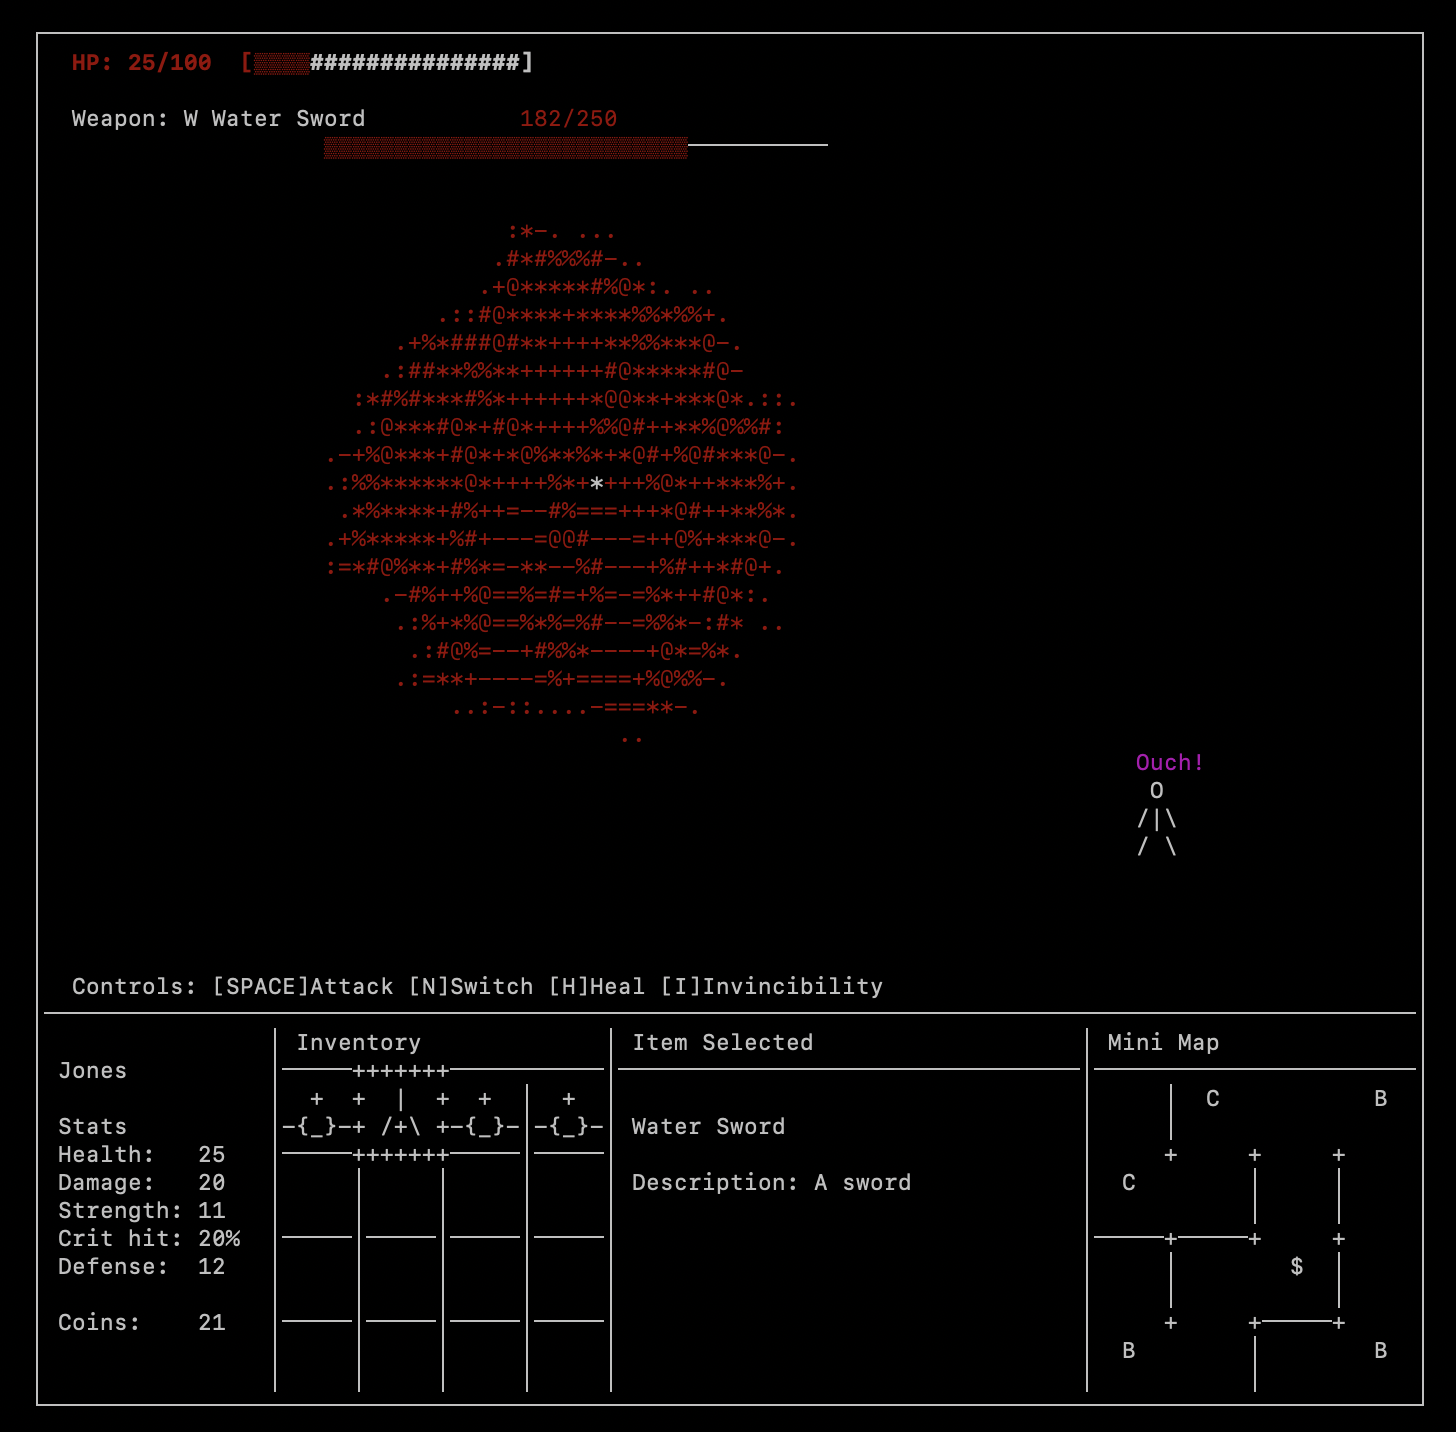 HP: 25/100 [▒▒▒▒###############]
Weapon: W Water Sword 182/250
:*-. ...
.#*#%%%#-..
.+@*****#%@*:. ..
.::#@****+****%%*%%+.
.+%*###@#**++++**%%***@-.
.:##**%%**++++++#@*****#@-
:*#%#***#%*++++++*@@**+***@*.::.
.:@***#@*+#@*++++%%@#++**%@%%#:
.-+%@***+#@*+*@%**%*+*@#+%@#***@-.
.:%%******@*++++%*+*+++%@*++***%+.
.*%****+#%++=--#%===+++*@#++**%*.
.+%*****+%#+---=@@#---=++@%+***@-.
:=*#@%**+#%*=-**--%#---+%#++*#@+.
.-#%++%@==%=#=+%=-=%*++#@*:.
.:%+*%@==%*%=%#--=%%*-:#* ..
.:#@%=--+#%%*----+@*=%*.
.:=**+----=%+====+%@%%-.
..:-::....-===**-.
..
Ouch!
O
/|\
/ \
Controls: [SPACE]Attack [N]Switch [H]Heal [I]Invincibility
Jones
Stats
Health: 25
Damage: 20
Strength: 11
Crit hit: 20%
Defense: 12
Coins: 21
Inventory
+++++++
+ + | + + +
-{_}-+ /+\ +-{_}- -{_}-
+++++++
Item Selected
Water Sword
Description: A sword
Mini Map
C B
+ + +
C
+ + +
$
+ + +
B B